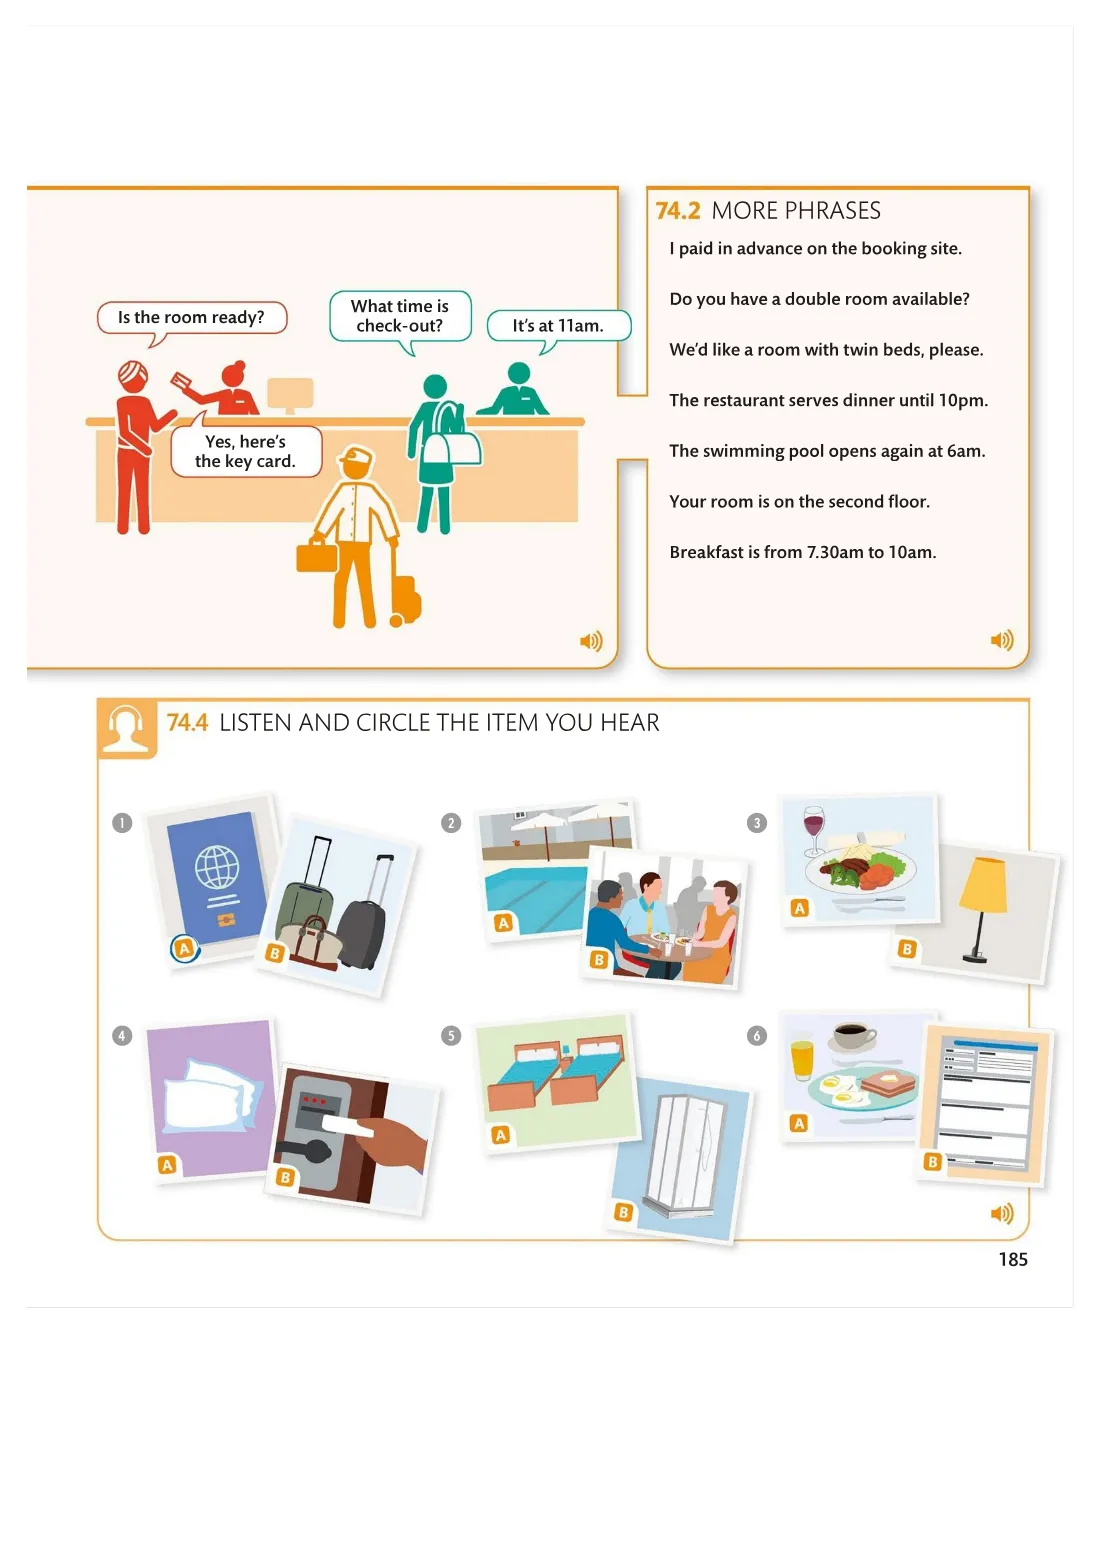 Is the room ready?
Yes, here's
the key card.
What time is
check-out?
It's at 11am.
74.2 MORE PHRASES
I paid in advance on the booking site.
Do you have a double room available?
We'd like a room with twin beds, please.
The restaurant serves dinner until 10pm.
The swimming pool opens again at 6am.
Your room is on the second floor.
Breakfast is from 7.30am to 10am.
74.4 LISTEN AND CIRCLE THE ITEM YOU HEAR
1
A
B
2
A
B
3
A
B
4
A
B
5
A
B
6
A
B
185